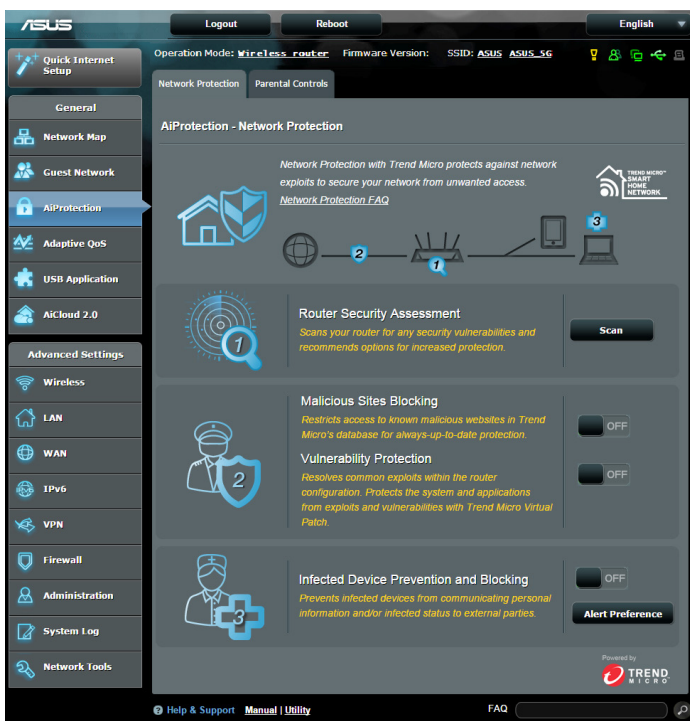 ASUS
Logout
Reboot
English
Quick Internet
Setup
Operation Mode: Wireless router Firmware Version: SSID: ASUS ASUS_5G
Network Protection
Parental Controls
General
Network Map
Guest Network
AiProtection
Adaptive QoS
USB Application
AiCloud 2.0
Advanced Settings
Wireless
LAN
WAN
IPv6
VPN
Firewall
Administration
System Log
Network Tools
AiProtection - Network Protection
Network Protection with Trend Micro protects against network
exploits to secure your network from unwanted access.
Network Protection FAQ
TREND MICRO™
SMART
HOME
NETWORK
2
1
3
1
Router Security Assessment
Scans your router for any security vulnerabilities and
recommends options for increased protection.
Scan
2
Malicious Sites Blocking
Restricts access to known malicious websites in Trend
Micro's database for always-up-to-date protection.
OFF
Vulnerability Protection
Resolves common exploits within the router
configuration. Protects the system and applications
from exploits and vulnerabilities with Trend Micro Virtual
Patch.
OFF
3
Infected Device Prevention and Blocking
Prevents infected devices from communicating personal
information and/or infected status to external parties.
OFF
Alert Preference
Powered by
TREND
MICRO
Help & Support Manual | Utility FAQ